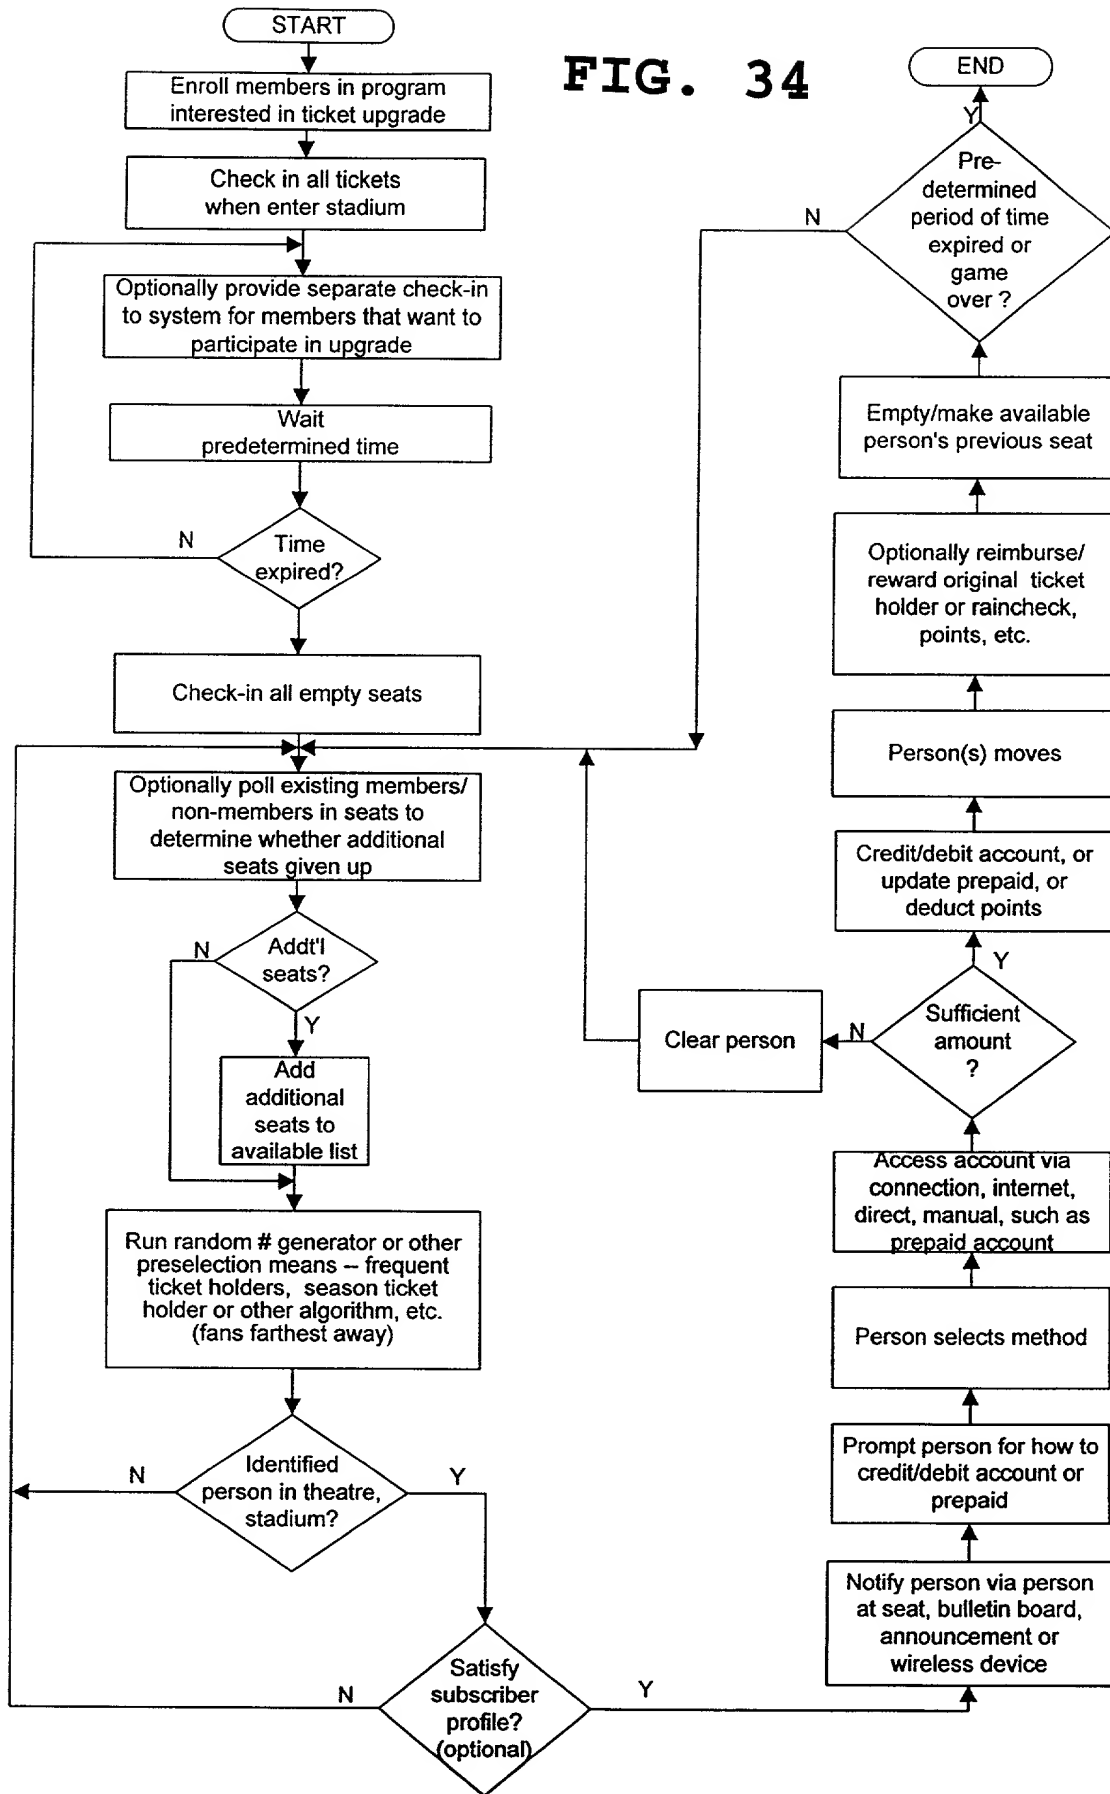 START
FIG. 34
END
Enroll members in program
interested in ticket upgrade
Check in all tickets
when enter stadium
Optionally provide separate check-in
to system for members that want to
participate in upgrade
Wait
predetermined time
N
Time
expired?
Check-in all empty seats
Optionally poll existing members/
non-members in seats to
determine whether additional
seats given up
N
Addt'l
seats?
Y
Add
additional
seats to
available list
Run random # generator or other
preselection means -- frequent
ticket holders, season ticket
holder or other algorithm, etc.
(fans farthest away)
N
Identified
person in theatre,
stadium?
Y
N
Satisfy
subscriber
profile?
(optional)
Y
Notify person via person
at seat, bulletin board,
announcement or
wireless device
Prompt person for how to
credit/debit account or
prepaid
Person selects method
Access account via
connection, internet,
direct, manual, such as
prepaid account
Sufficient
amount
?
N
Clear person
Y
Credit/debit account, or
update prepaid, or
deduct points
Person(s) moves
Optionally reimburse/
reward original ticket
holder or raincheck,
points, etc.
Empty/make available
person's previous seat
Pre-
determined
period of time
expired or
game
over ?
N
Y